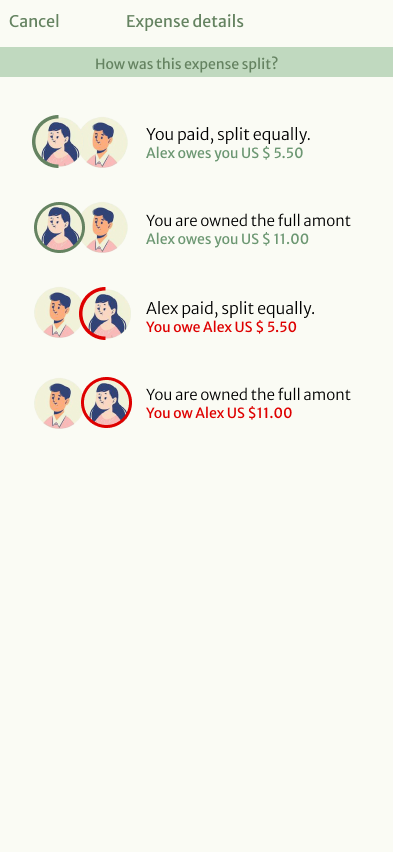 Cancel
Expense details
How was this expense split?
You paid, split equally.
Alex owes you US $ 5.50
You are owned the full amont
Alex owes you US $ 11.00
Alex paid, split equally.
You owe Alex US $ 5.50
You are owned the full amont
You ow Alex US $11.00